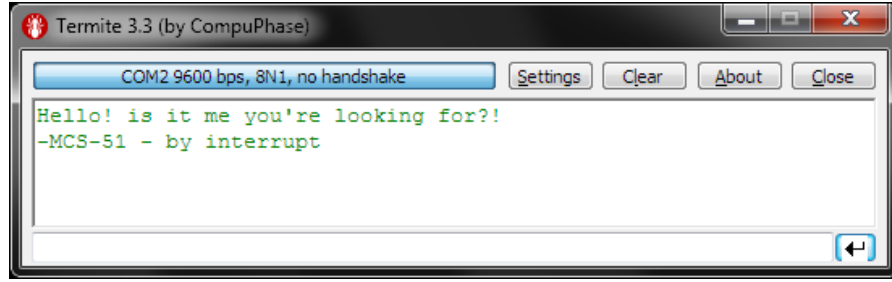 Termite 3.3 (by CompuPhase)
COM2 9600 bps, 8N1, no handshake Settings Clear About Close
Hello! is it me you're looking for?!
-MCS-51 - by interrupt